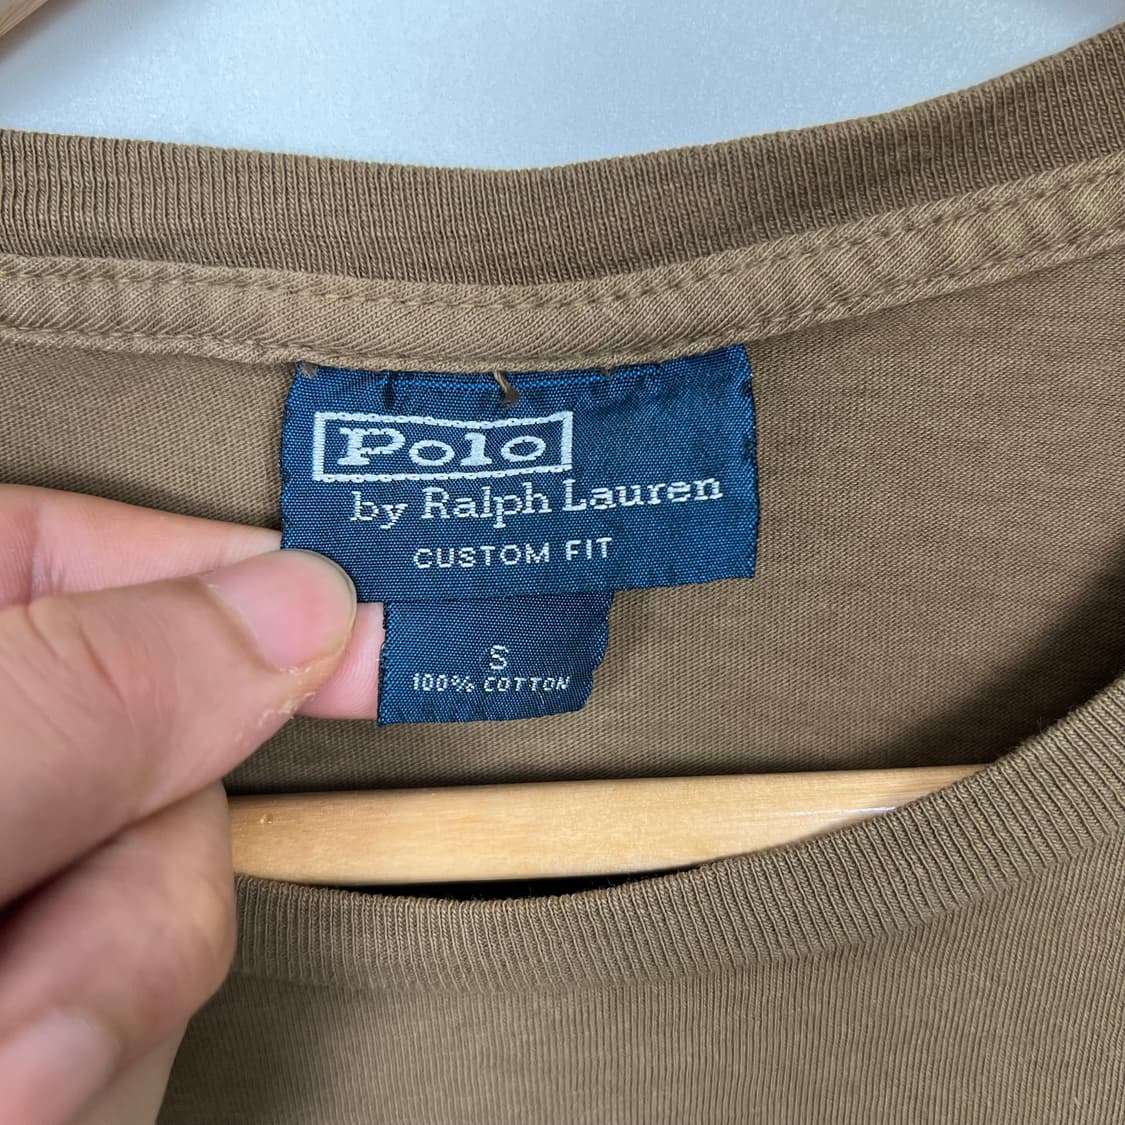 Polo
by Ralph Lauren
CUSTOM FIT
S
100% COTTON